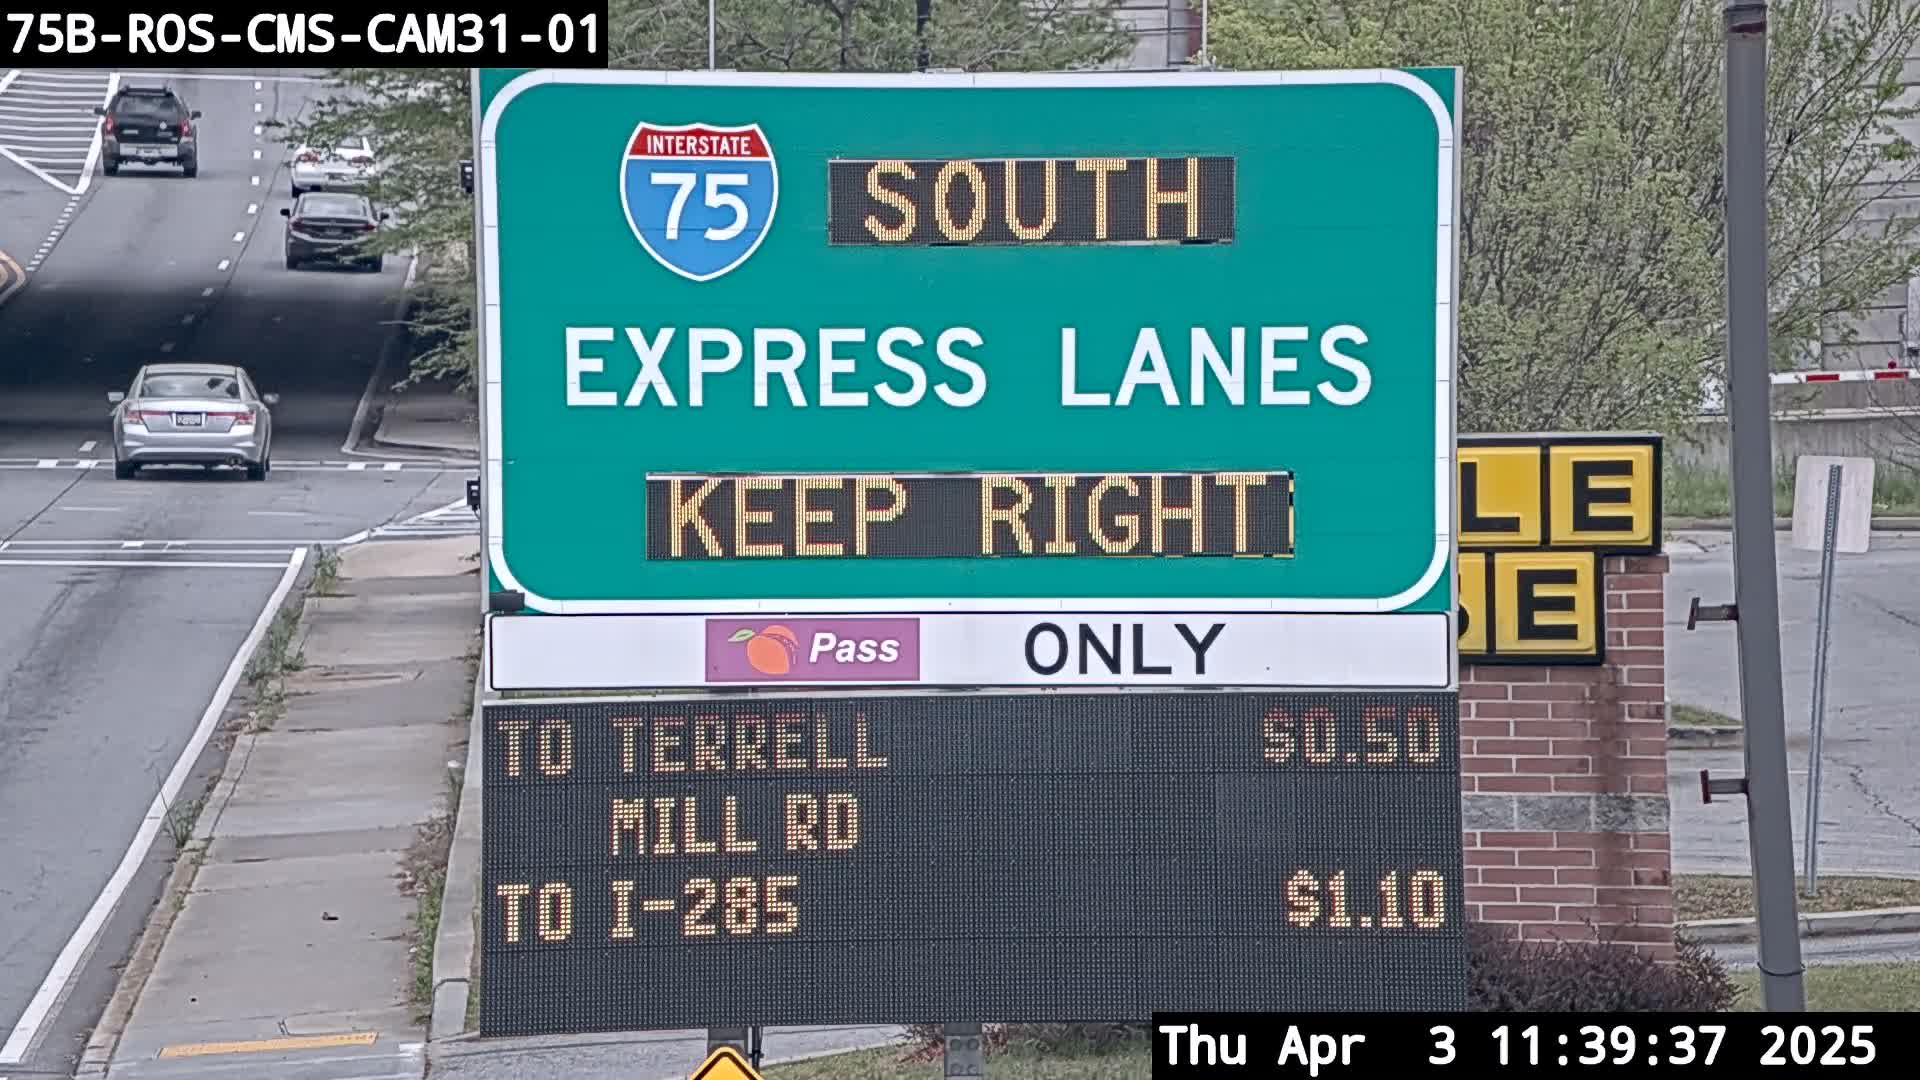 75B-ROS-CMS-CAM31-01
INTERSTATE
75
SOUTH
EXPRESS LANES
KEEP RIGHT
Pass ONLY
TO TERRELL $0.50
MILL RD
TO I-285 $1.10
LE
E
Thu Apr 3 11:39:37 2025